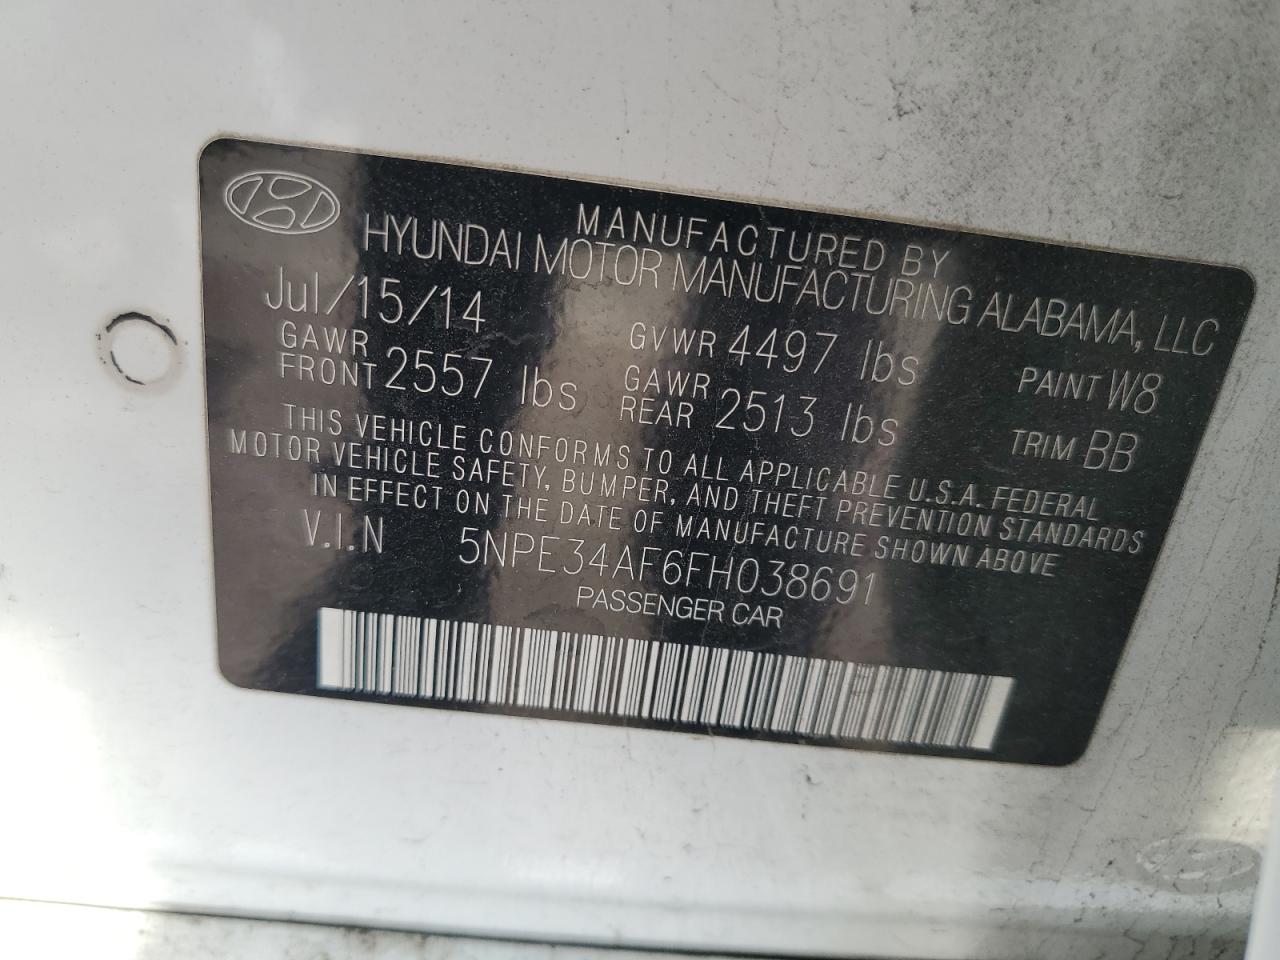 MANUFACTURED BY
HYUNDAI MOTOR MANUFACTURING ALABAMA, LLC
Jul/15/14
GVWR 4497 lbs
PAINT W8
GAWR FRONT 2557 lbs
GAWR REAR 2513 lbs
TRIM BB
THIS VEHICLE CONFORMS TO ALL APPLICABLE U.S.A. FEDERAL
MOTOR VEHICLE SAFETY, BUMPER, AND THEFT PREVENTION STANDARDS
IN EFFECT ON THE DATE OF MANUFACTURE SHOWN ABOVE
V.I.N 5NPE34AF6FH038691
PASSENGER CAR